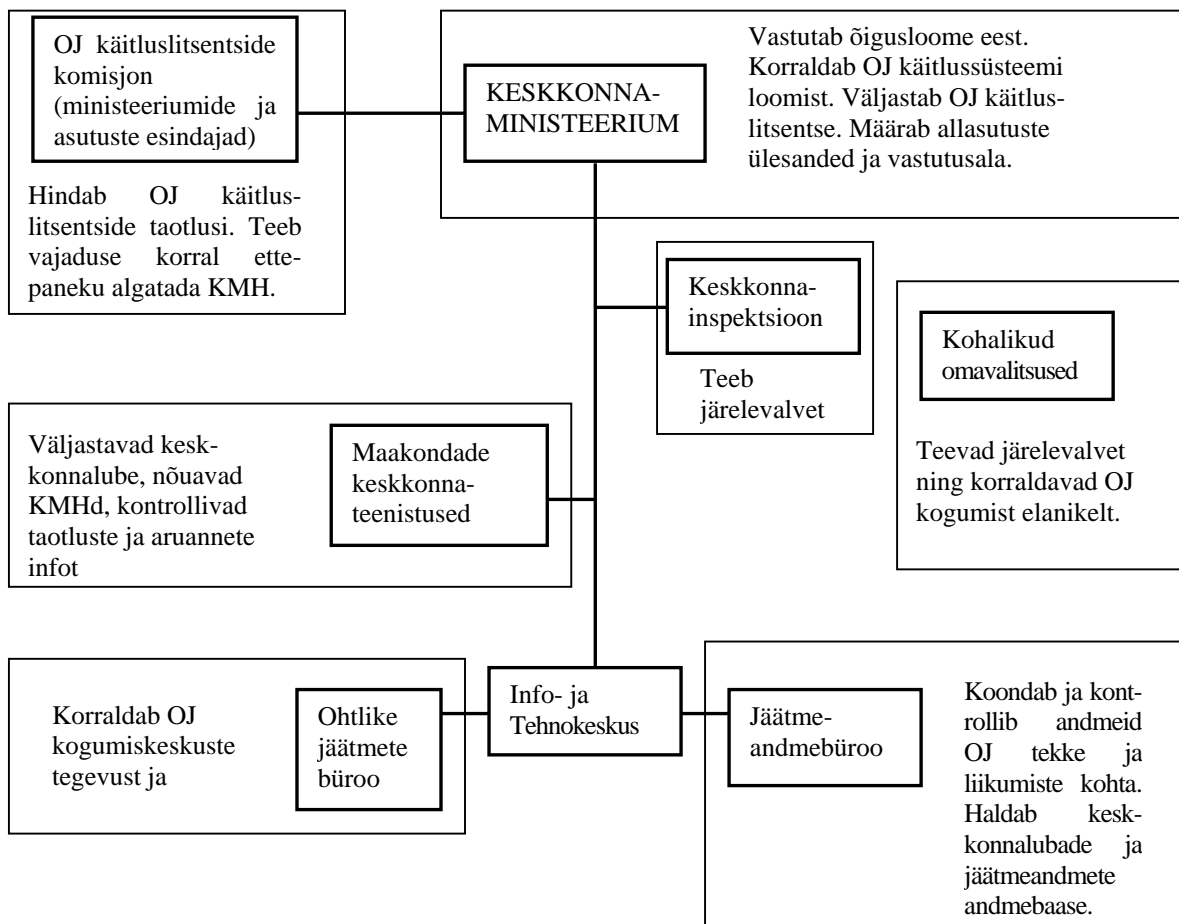 OJ käitluslitsentside
komisjon
(ministeeriumide ja
asutuste esindajad)
Hindab OJ käitlus-
litsentside taotlusi. Teeb
vajaduse korral ette-
paneku algatada KMH.
KESKKONNA-
MINISTEERIUM
Vastutab õigusloome eest.
Korraldab OJ käitlussüsteemi
loomist. Väljastab OJ käitlus-
litsentse. Määrab allasutuste
ülesanded ja vastutusala.
Keskkonna-
inspektsioon
Teeb
järelevalvet
Kohalikud
omavalitsused
Teevad järelevalvet
ning korraldavad OJ
kogumist elanikelt.
Väljastavad kesk-
konnalube, nõuavad
KMHd, kontrollivad
taotluste ja aruannete
infot
Maakondade
keskkonna-
teenistused
Korraldab OJ
kogumiskeskuste
tegevust ja
Ohtlike
jäätmete
büroo
Info- ja
Tehnokeskus
Jäätme-
andmebüroo
Koondab ja kont-
rollib andmeid
OJ tekke ja
liikumiste kohta.
Haldab kesk-
konnalubade ja
jäätmeandmete
andmebaase.